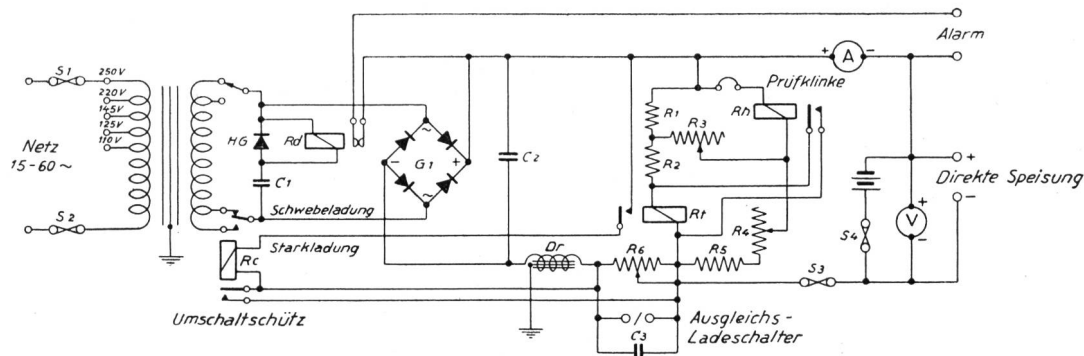 Alarm
S1
250V
220V
145V
125V
110V
Netz
15-60 ~
S2
HG
Rd
C1
~
- G1 +
~
C2
+ A -
Prüfklinke
R1
R3
Rh
R2
Rt
R4
Schwebeladung
Starkladung
Rc
Dr
R6
R5
S4
+
Direkte Speisung
-
+
V
-
S3
Umschaltschütz
C3
Ausgleichs-
Ladeschalter